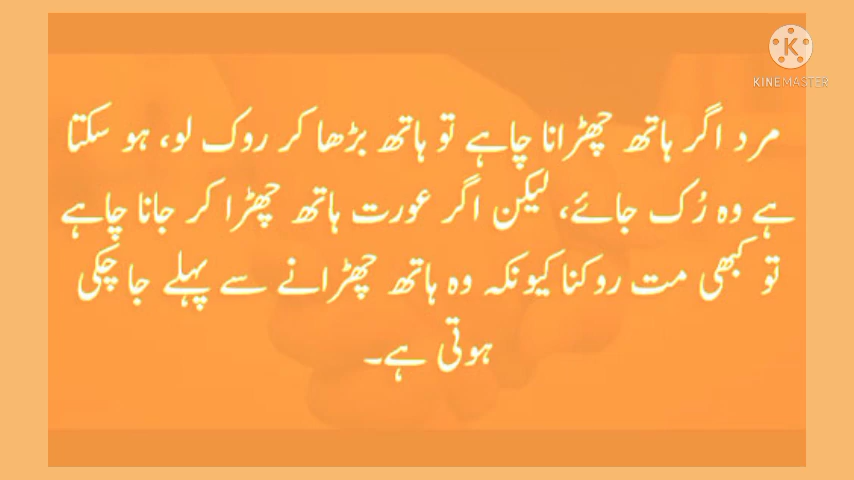 KINEMASTER
مرد اگر ہاتھ چھڑانا چاہے تو ہاتھ بڑھا کر روک لو، ہو سکتا
ہے وہ رُک جائے، لیکن اگر عورت ہاتھ چھڑا کر جانا چاہے
تو کبھی مت روکنا کیونکہ وہ ہاتھ چھڑانے سے پہلے جا چکی
ہوتی ہے۔